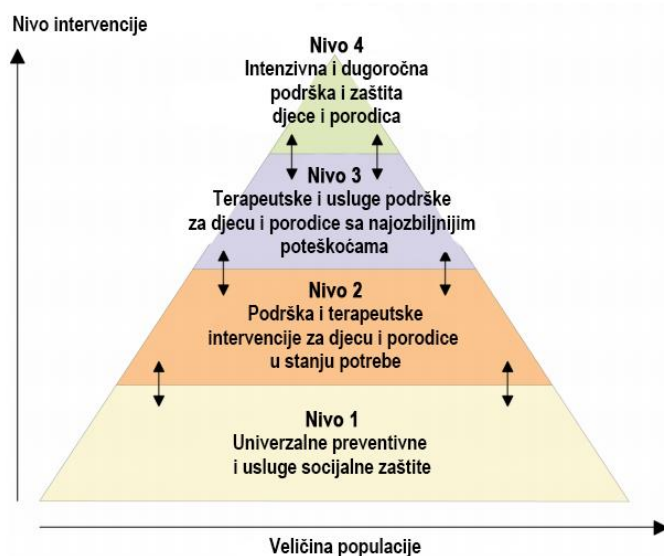 Nivo intervencije
Nivo 4
Intenzivna i dugoročna
podrška i zaštita
djece i porodica
Nivo 3
Terapeutske i usluge podrške
za djecu i porodice sa najozbiljnijim
poteškoćama
Nivo 2
Podrška i terapeutske
intervencije za djecu i porodice
u stanju potrebe
Nivo 1
Univerzalne preventivne
i usluge socijalne zaštite
Veličina populacije